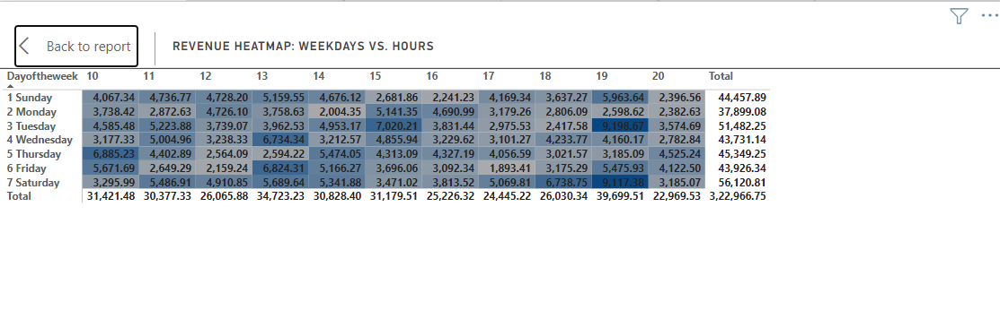 Back to report
REVENUE HEATMAP: WEEKDAYS VS. HOURS
Dayoftheweek 10 11 12 13 14 15 16 17 18 19 20 Total
1 Sunday 4,067.34 4,736.77 4,728.20 5,159.55 4,676.12 2,681.86 2,241.23 4,169.34 3,637.27 5,963.64 2,396.56 44,457.89
2 Monday 3,738.42 2,872.63 4,726.10 3,758.63 2,004.35 5,141.35 4,690.99 3,179.26 2,806.09 2,598.62 2,382.63 37,899.08
3 Tuesday 4,585.48 5,223.88 3,739.07 3,962.53 4,953.17 7,020.21 3,831.44 2,975.53 2,417.58 9,198.67 3,574.69 51,482.25
4 Wednesday 3,177.33 5,004.96 3,238.33 6,734.34 3,212.57 4,855.94 3,229.62 3,101.27 4,233.77 4,160.17 2,782.84 43,731.14
5 Thursday 6,885.23 4,402.89 2,564.09 2,594.22 5,474.05 4,313.09 4,327.19 4,056.59 3,021.57 3,185.09 4,525.24 45,349.25
6 Friday 5,671.69 2,649.29 2,159.24 6,824.31 5,166.27 3,696.06 3,092.34 1,893.41 3,175.29 5,475.93 4,122.50 43,926.34
7 Saturday 3,295.99 5,486.91 4,910.85 5,689.64 5,341.88 3,471.02 3,813.52 5,069.81 6,738.75 9,117.38 3,185.07 56,120.81
Total 31,421.48 30,377.33 26,065.88 34,723.23 30,828.40 31,179.51 25,226.32 24,445.22 26,030.34 39,699.51 22,969.53 3,22,966.75